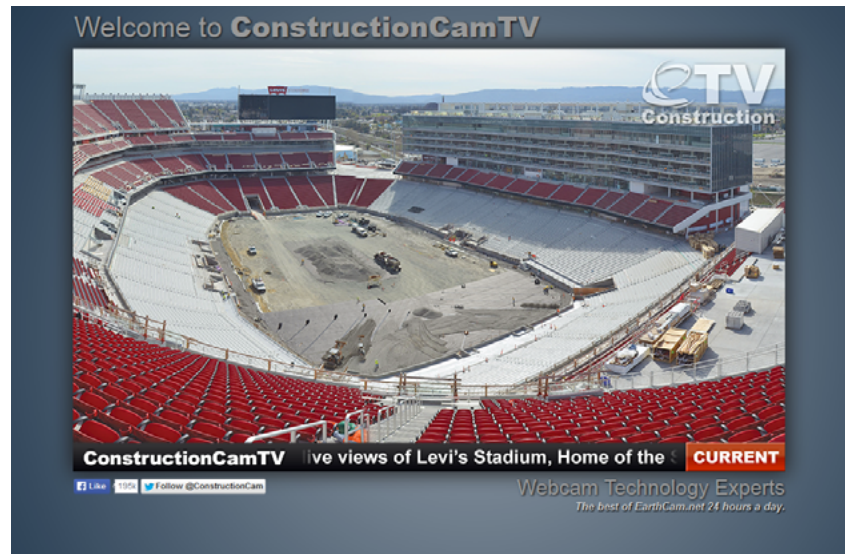 Welcome to ConstructionCamTV
TV
Construction
ConstructionCamTV ive views of Levi's Stadium, Home of the CURRENT
Like 195k Follow @ConstructionCam
Webcam Technology Experts
The best of EarthCam.net 24 hours a day.